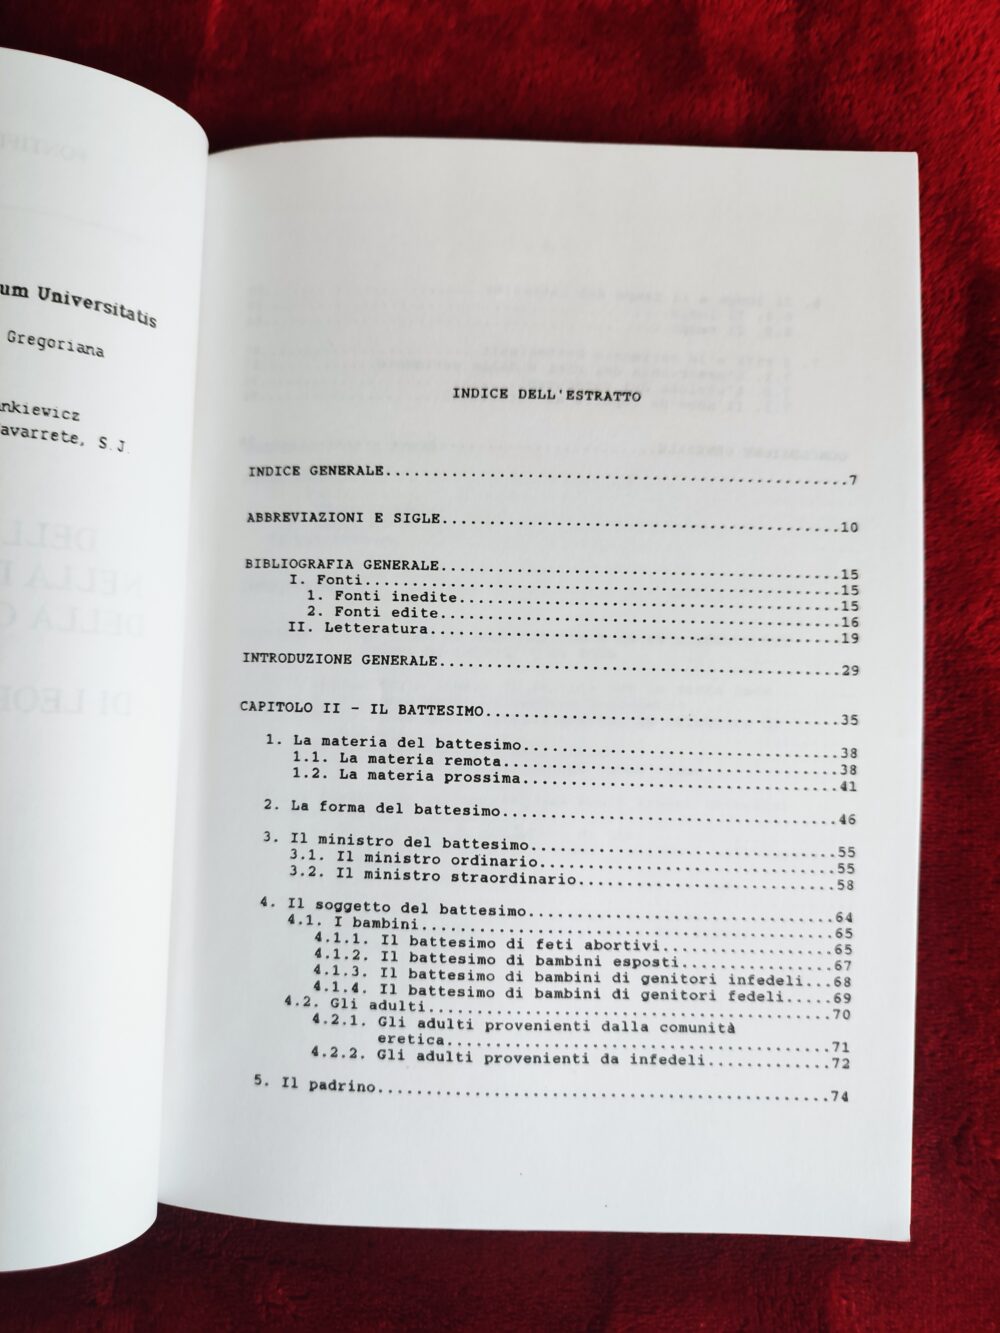 um Universitatis
Gregoriana
nkiewicz
avarrete, S.J.
INDICE DELL'ESTRATTO
INDICE GENERALE................................................7
ABBREVIAZIONI E SIGLE.........................................10
BIBLIOGRAFIA GENERALE.........................................15
I. Fonti..................................................15
1. Fonti inedite........................................15
2. Fonti edite..........................................16
II. Letteratura............................................19
INTRODUZIONE GENERALE.........................................29
CAPITOLO II - IL BATTESIMO....................................35
1. La materia del battesimo.................................38
1.1. La materia remota...................................38
1.2. La materia prossima.................................41
2. La forma del battesimo...................................46
3. Il ministro del battesimo................................55
3.1. Il ministro ordinario...............................55
3.2. Il ministro straordinario...........................58
4. Il soggetto del battesimo................................64
4.1. I bambini...........................................65
4.1.1. Il battesimo di feti abortivi..................65
4.1.2. Il battesimo di bambini esposti................67
4.1.3. Il battesimo di bambini di genitori infedeli...68
4.1.4. Il battesimo di bambini di genitori fedeli.....69
4.2. Gli adulti..........................................70
4.2.1. Gli adulti provenienti dalla comunità
eretica........................................71
4.2.2. Gli adulti provenienti da infedeli.............72
5. Il padrino...............................................74